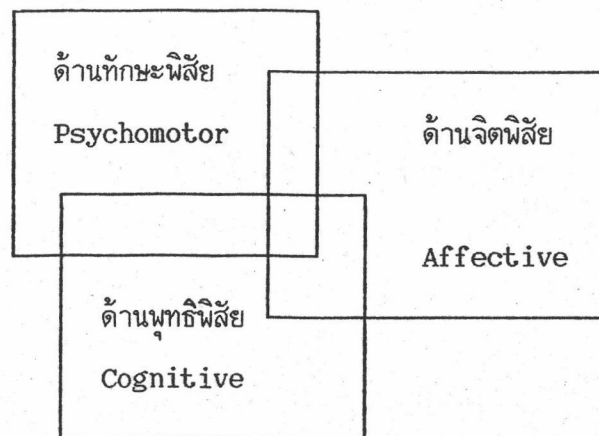 ด้านทักษะพิสัย
Psychomotor
ด้านจิตพิสัย
Affective
ด้านพุทธิพิสัย
Cognitive